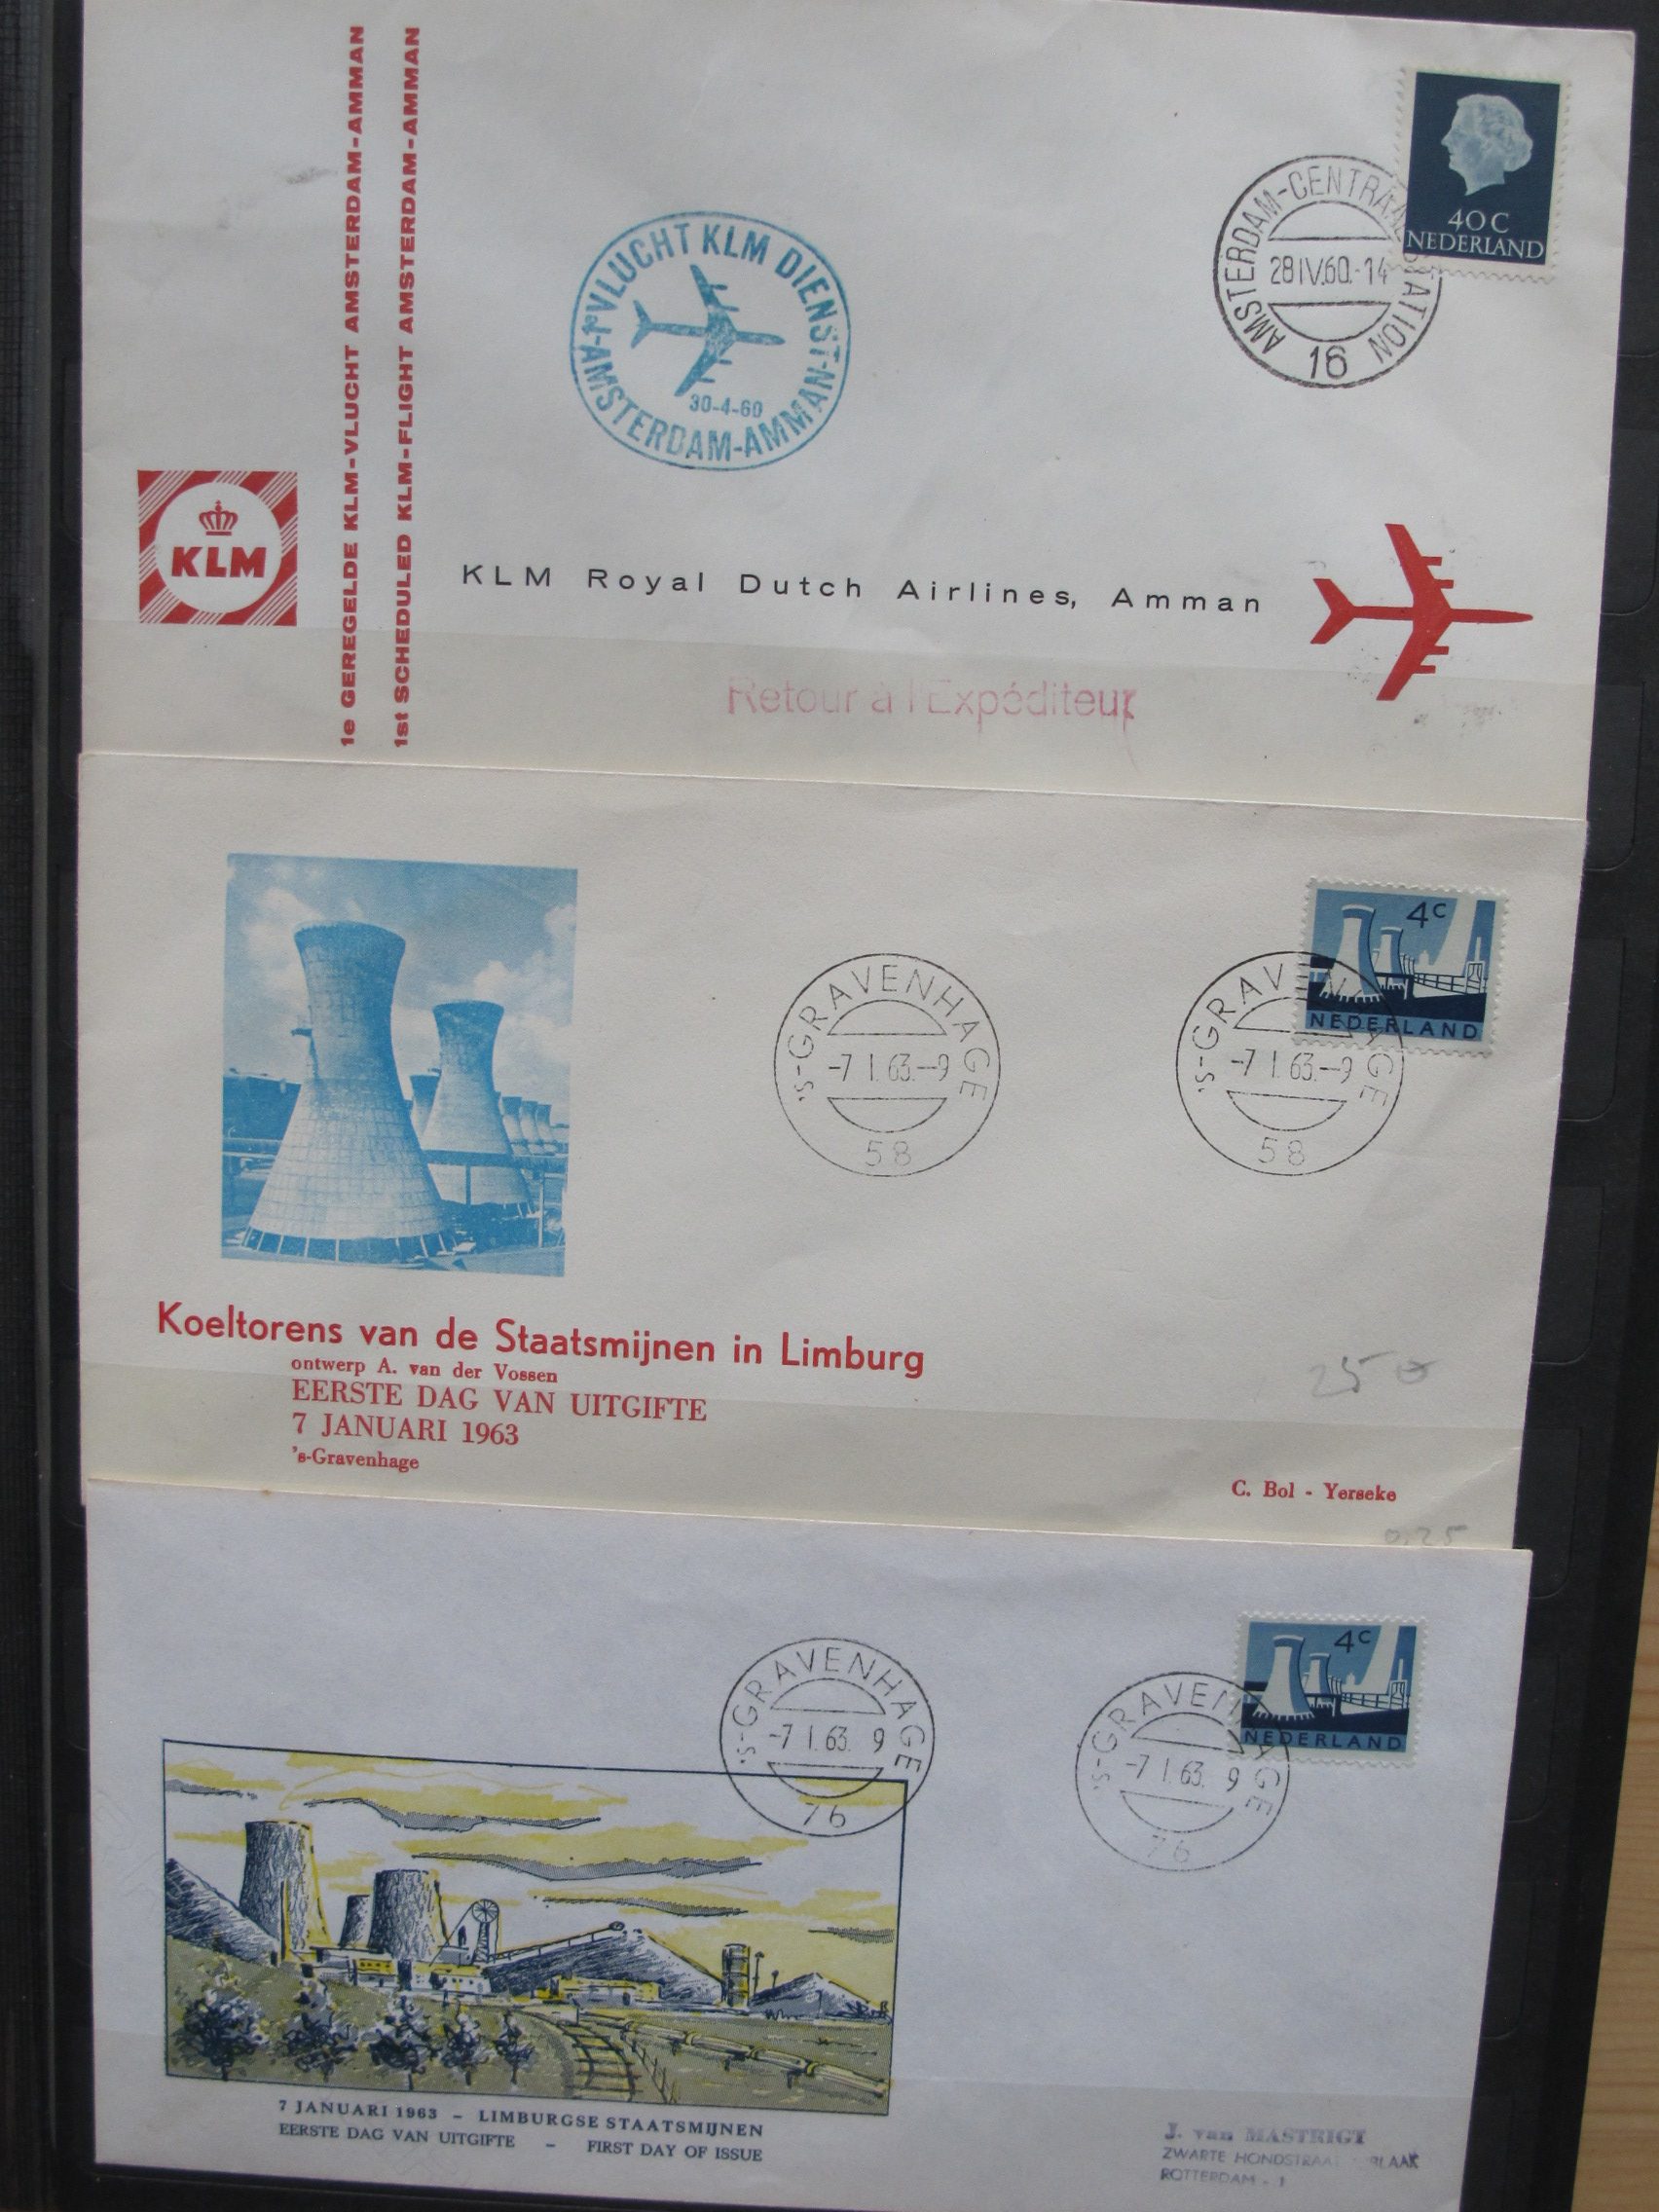 1e GEREGELDE KLM-VLUCHT AMSTERDAM-AMMAN
1st SCHEDULED KLM-FLIGHT AMSTERDAM-AMMAN
40 C
NEDERLAND
AMSTERDAM-CENTRAAL STATION
28 IV.60.-14
16
1e VLUCHT KLM DIENST-N
30-4-60
AMSTERDAM-AMMAN
KLM
KLM Royal Dutch Airlines, Amman
Retour à l'Expéditeur
4c
NEDERLAND
's-GRAVENHAGE
-7 I.63.--9
58
's-GRAVENHAGE
-7 I.63.--9
58
Koeltorens van de Staatsmijnen in Limburg
ontwerp A. van der Vossen
EERSTE DAG VAN UITGIFTE
7 JANUARI 1963
's-Gravenhage
25
C. Bol - Yerseke
0,25
4c
NEDERLAND
's-GRAVENHAGE
-7 I.63. 9
76
's-GRAVENHAGE
-7 I.63. 9
76
7 JANUARI 1963 - LIMBURGSE STAATSMIJNEN
EERSTE DAG VAN UITGIFTE - FIRST DAY OF ISSUE
J. van MASTRIGT
ZWARTE
ROTTERDAM - 1